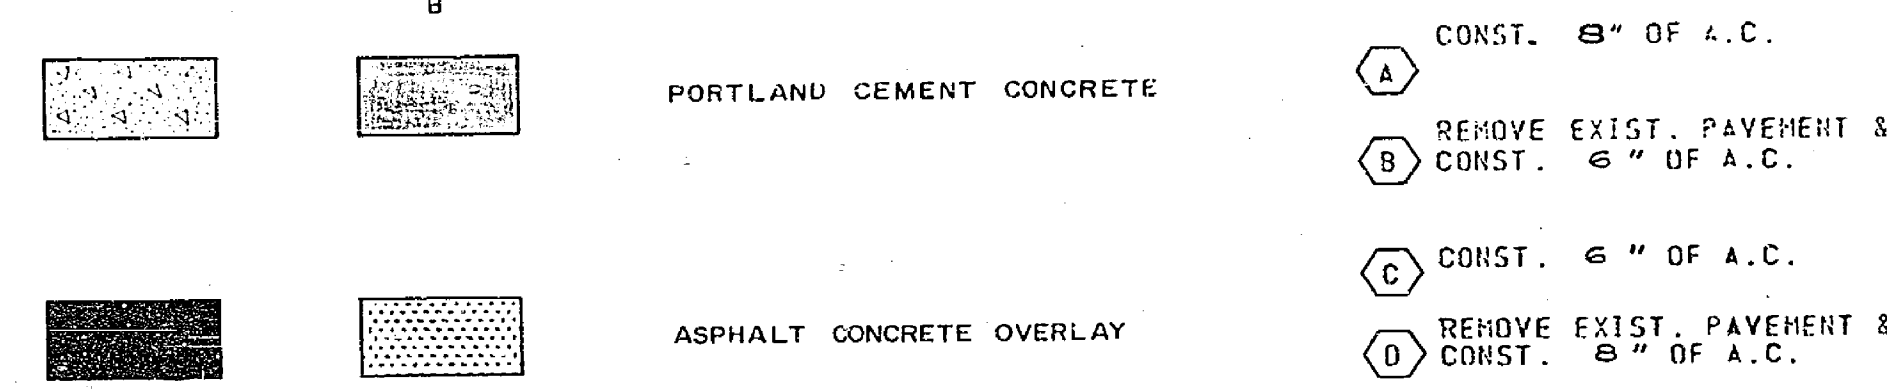 B
PORTLAND CEMENT CONCRETE
ASPHALT CONCRETE OVERLAY
CONST. 8" OF A.C.
A
REMOVE EXIST. PAVEMENT &
B CONST. 6" OF A.C.
C CONST. 6" OF A.C.
REMOVE EXIST. PAVEMENT &
D CONST. 8" OF A.C.